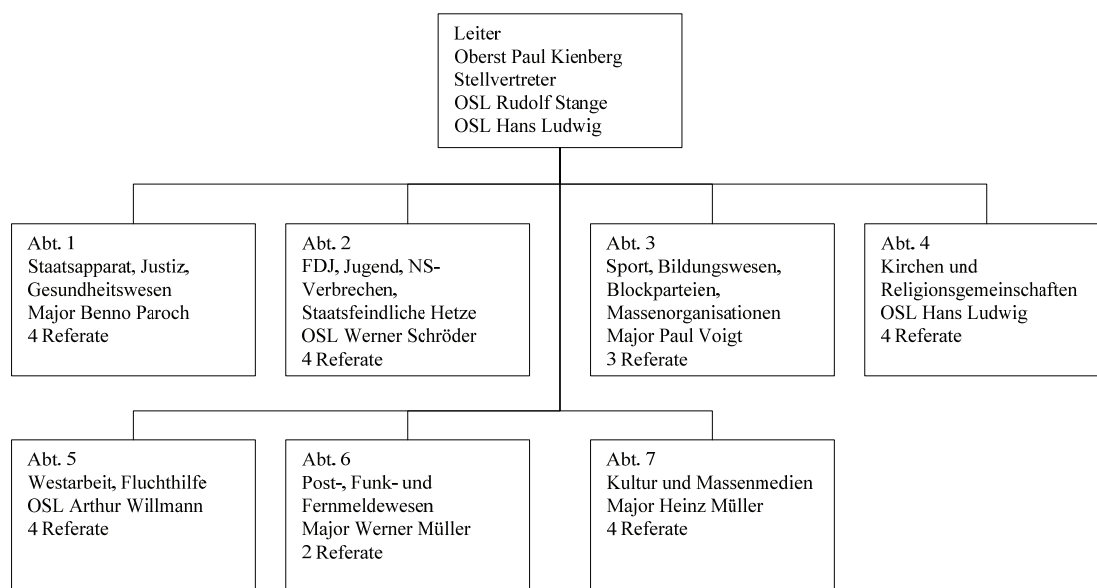 Leiter
Oberst Paul Kienberg
Stellvertreter
OSL Rudolf Stange
OSL Hans Ludwig
Abt. 1
Staatsapparat, Justiz,
Gesundheitswesen
Major Benno Paroch
4 Referate
Abt. 2
FDJ, Jugend, NS-
Verbrechen,
Staatsfeindliche Hetze
OSL Werner Schröder
4 Referate
Abt. 3
Sport, Bildungswesen,
Blockparteien,
Massenorganisationen
Major Paul Voigt
3 Referate
Abt. 4
Kirchen und
Religionsgemeinschaften
OSL Hans Ludwig
4 Referate
Abt. 5
Westarbeit, Fluchthilfe
OSL Arthur Willmann
4 Referate
Abt. 6
Post-, Funk- und
Fernmeldewesen
Major Werner Müller
2 Referate
Abt. 7
Kultur und Massenmedien
Major Heinz Müller
4 Referate